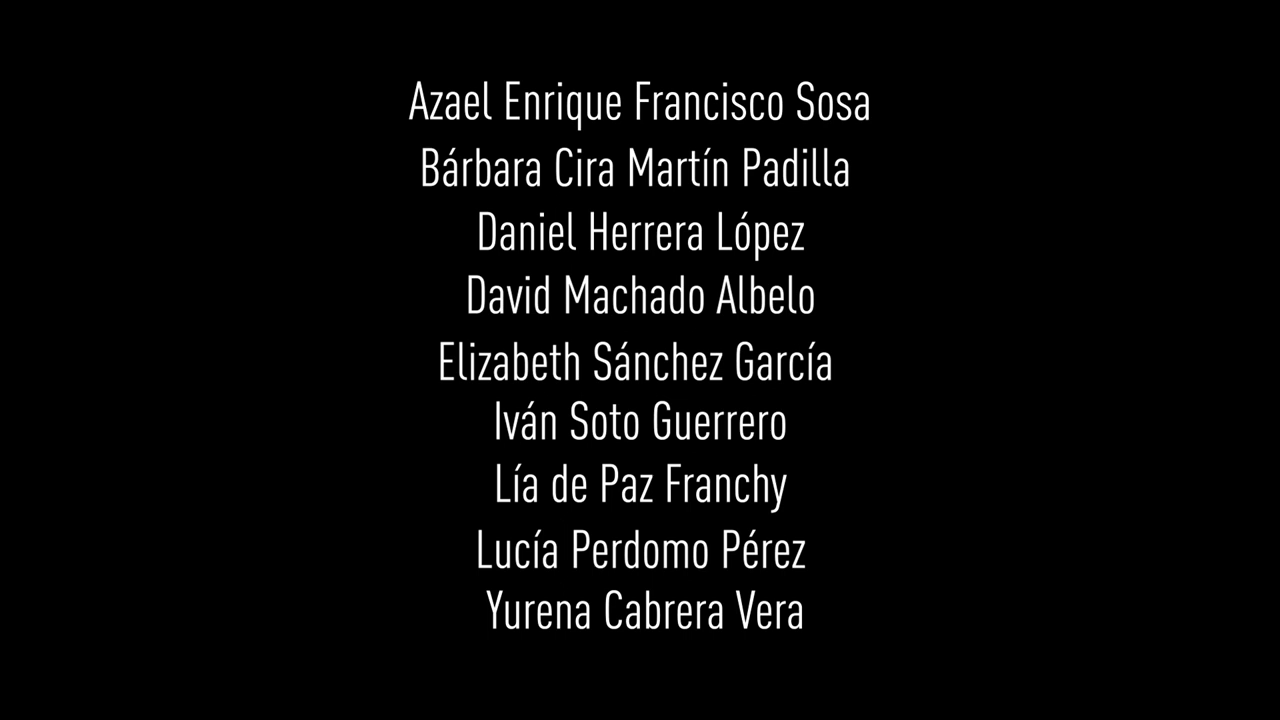 Azael Enrique Francisco Sosa
Bárbara Cira Martín Padilla
Daniel Herrera López
David Machado Albelo
Elizabeth Sánchez García
Iván Soto Guerrero
Lía de Paz Franchy
Lucía Perdomo Pérez
Yurena Cabrera Vera